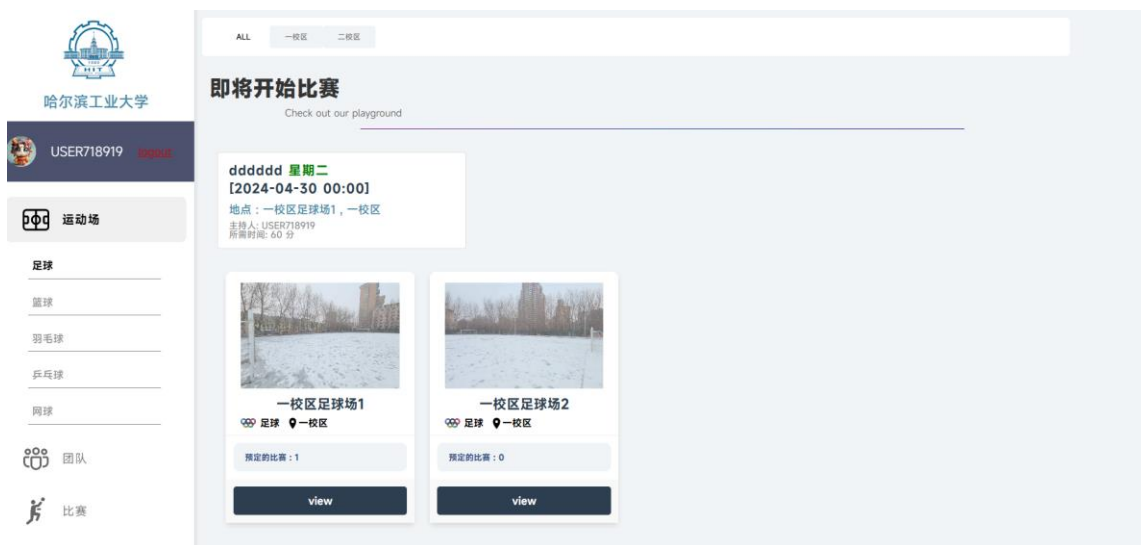 HIT
哈尔滨工业大学
USER718919 logout
运动场
足球
篮球
羽毛球
乒乓球
网球
团队
比赛
ALL 一校区 二校区
即将开始比赛
Check out our playground
dddddd 星期二
[2024-04-30 00:00]
地点：一校区足球场1，一校区
主持人: USER718919
所需时间: 60 分
一校区足球场1
足球 一校区
预定的比赛：1
view
一校区足球场2
足球 一校区
预定的比赛：0
view